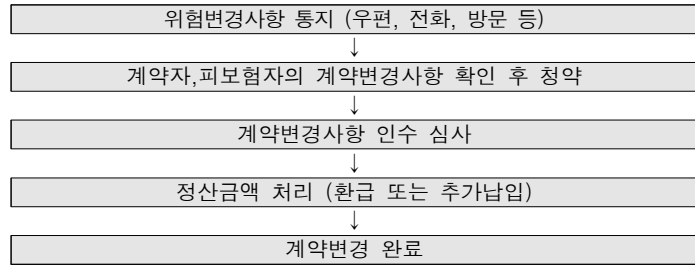 위험변경사항 통지 (우편, 전화, 방문 등)
↓
계약자,피보험자의 계약변경사항 확인 후 청약
↓
계약변경사항 인수 심사
↓
정산금액 처리 (환급 또는 추가납입)
↓
계약변경 완료